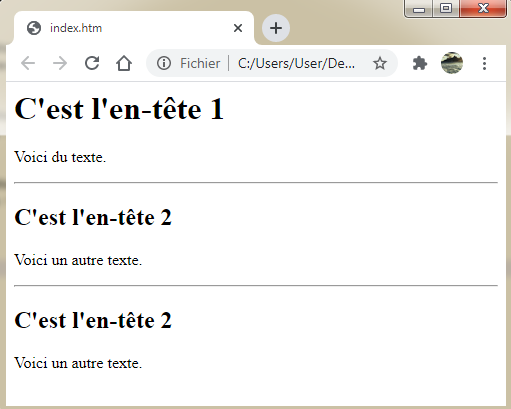 index.htm
Fichier C:/Users/User/De...
C'est l'en-tête 1
Voici du texte.
C'est l'en-tête 2
Voici un autre texte.
C'est l'en-tête 2
Voici un autre texte.